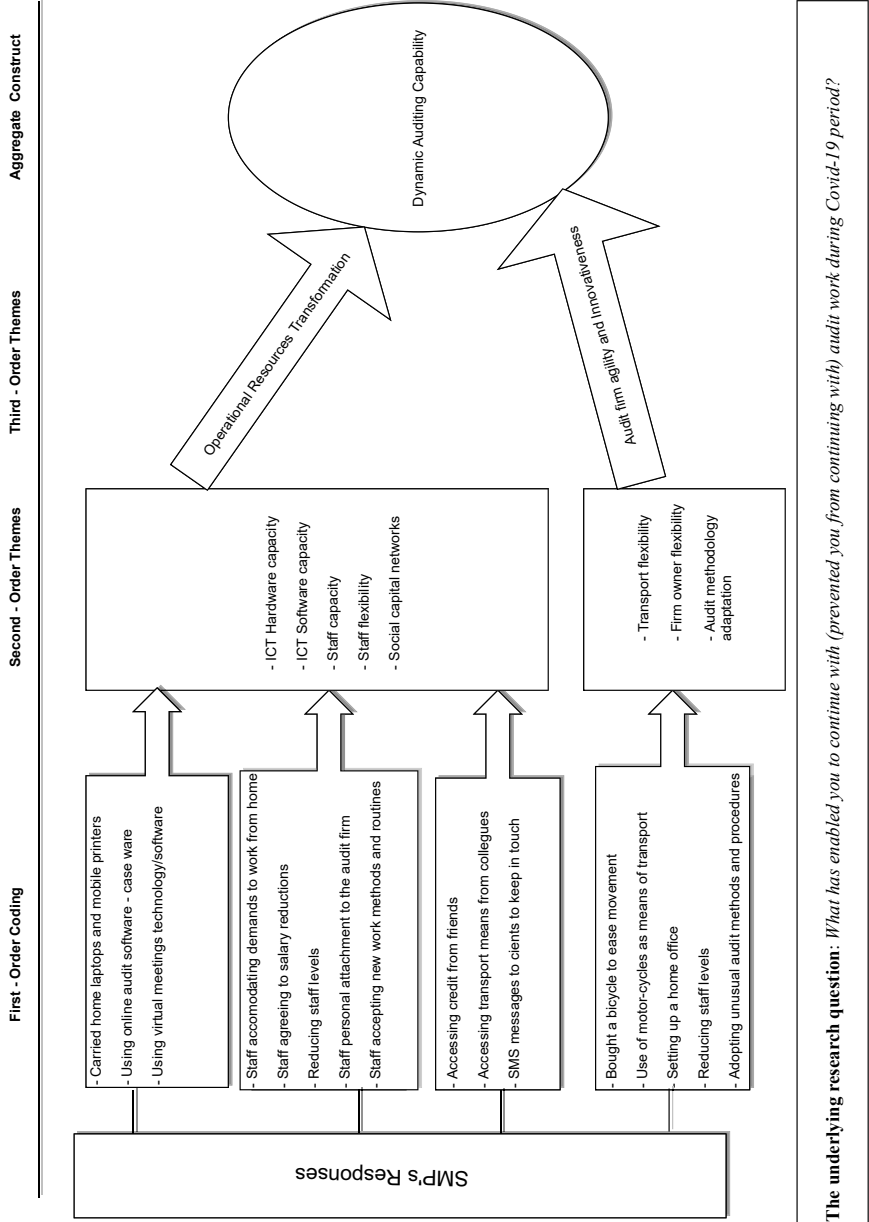 First - Order Coding
Second - Order Themes
Third - Order Themes
Aggregate Construct
SMP's Responses
- Carried home laptops and mobile printers
- Using online audit software - case ware
- Using virtual meetings technology/software
- Staff accomodating demands to work from home
- Staff agreeing to salary reductions
- Reducing staff levels
- Staff personal attachment to the audit firm
- Staff accepting new work methods and routines
- Accessing credit from friends
- Accessing transport means from collegues
- SMS messages to cients to keep in touch
- Bought a bicycle to ease movement
- Use of motor-cycles as means of transport
- Setting up a home office
- Reducing staff levels
- Adopting unusual audit methods and procedures
- ICT Hardware capacity
- ICT Software capacity
- Staff capacity
- Staff flexibility
- Social capital networks
- Transport flexibility
- Firm owner flexibility
- Audit methodology
adaptation
Operational Resources Transformation
Audit firm agility and Innovativeness
Dynamic Auditing Capability
The underlying research question: What has enabled you to continue with (prevented you from continuing with) audit work during Covid-19 period?